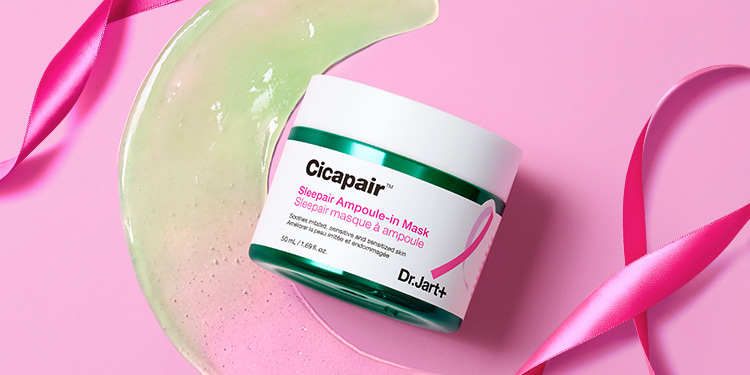 Cicapair™
Sleepair Ampoule-in Mask
Sleepair masque à ampoule
Soothes irritated, sensitive and sensitized skin
Améliorer la peau irritée et endommagée
50 mL / 1.69 fl. oz.
Dr.Jart+